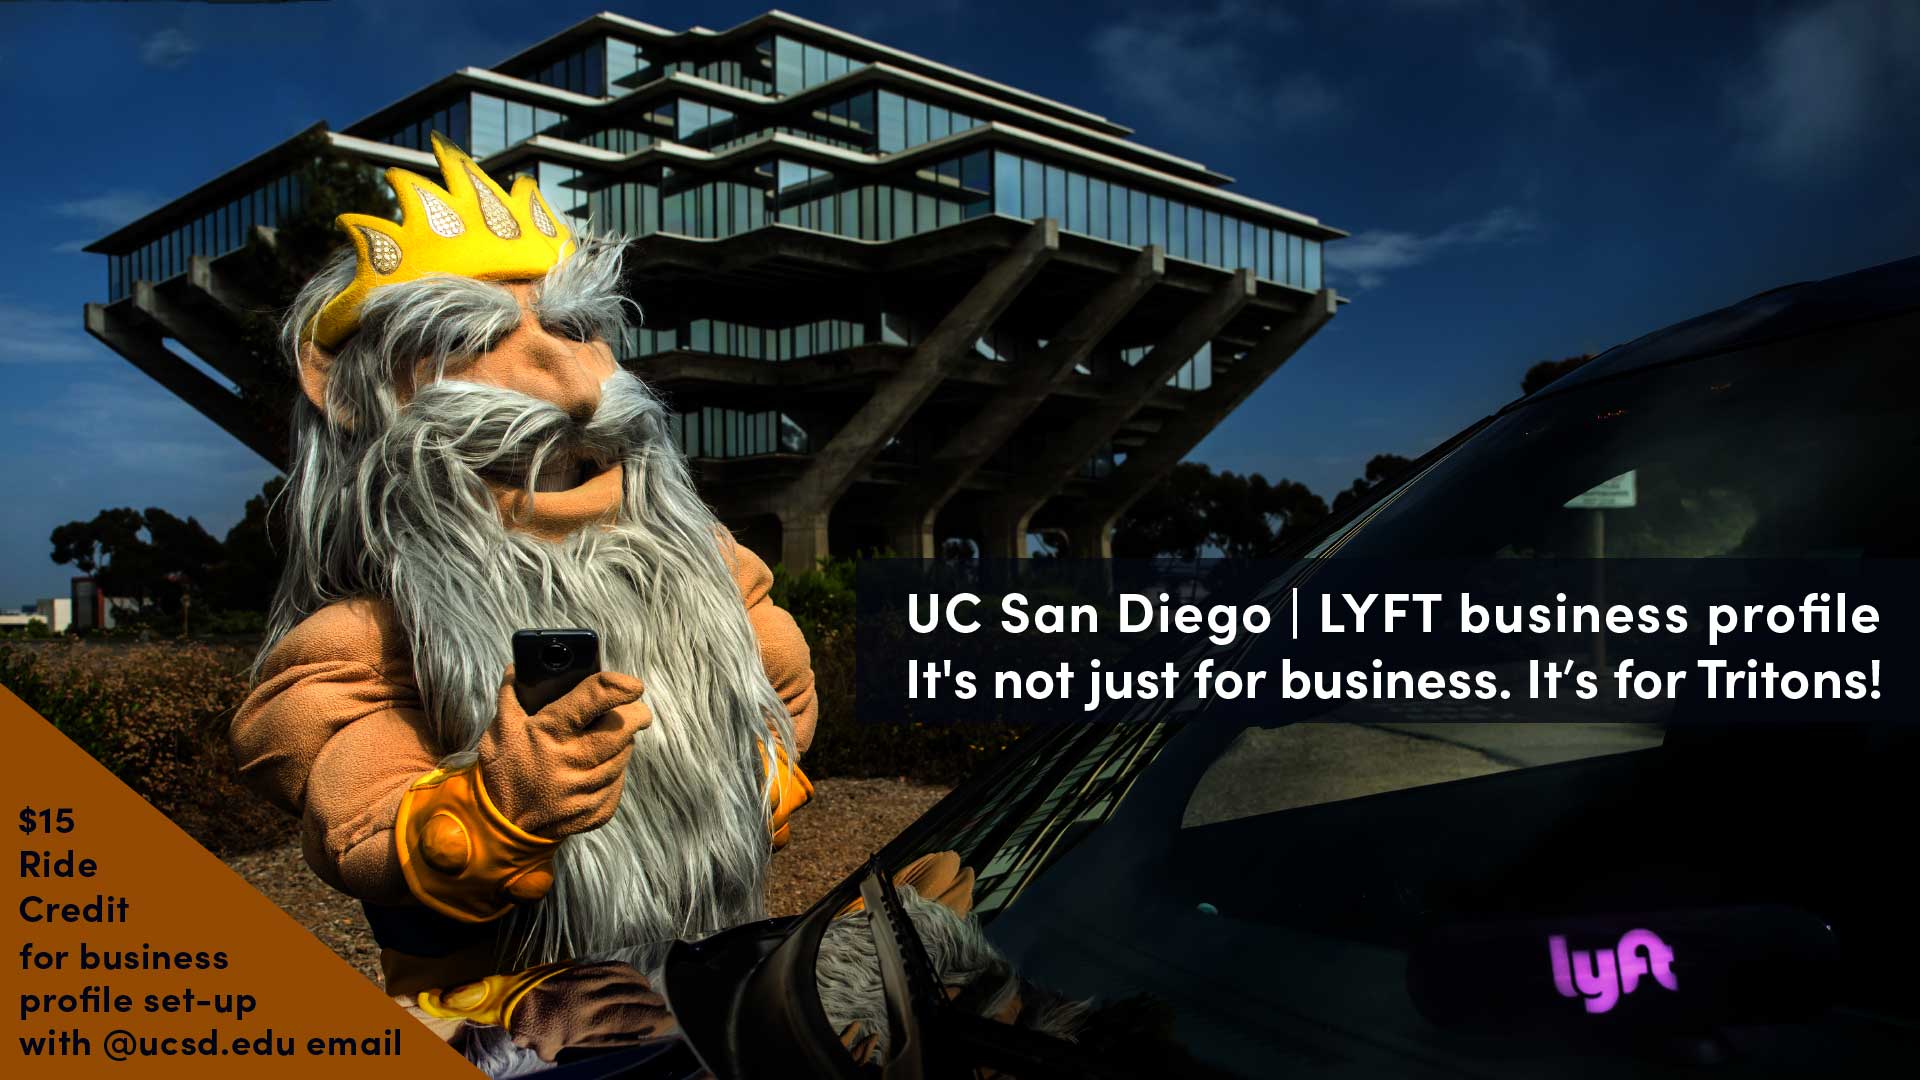 UC San Diego | LYFT business profile
It's not just for business. It’s for Tritons!
$15
Ride
Credit
for business
profile set-up
with @ucsd.edu email
lyft